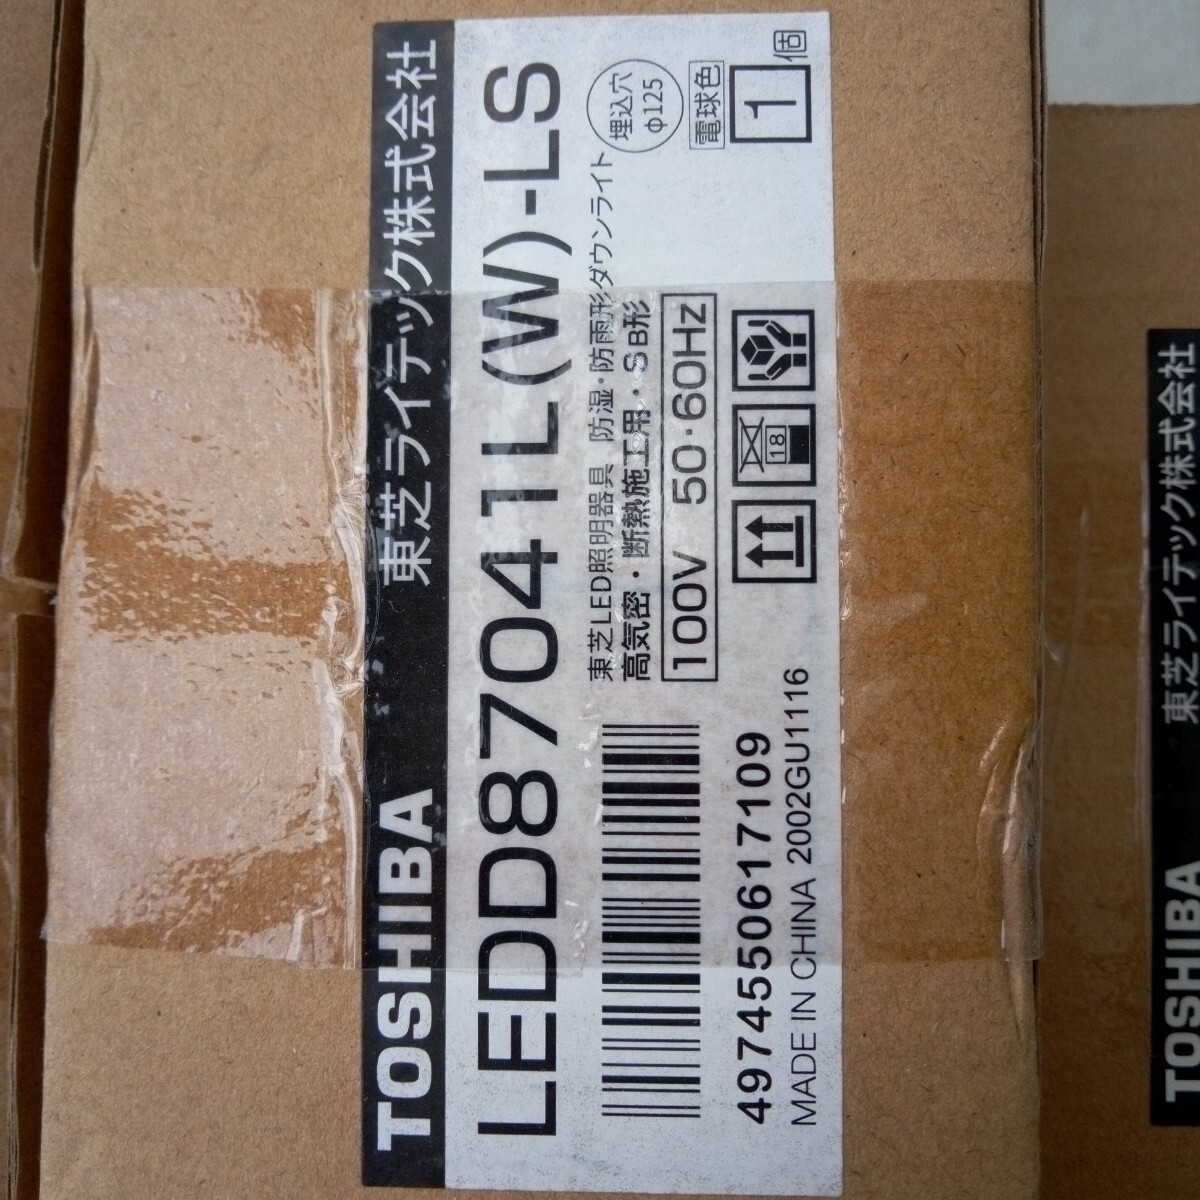 TOSHIBA 東芝ライテック株式会社
LEDD87041L(W)-LS
東芝LED照明器具 防湿・防雨形ダウンライト
高気密・断熱施工用・SB形
埋込穴
φ125
電球色
1 個
100V 50・60Hz
18
4974550617109
MADE IN CHINA 2002GU1116
TOSHIBA 東芝ライテック株式会社